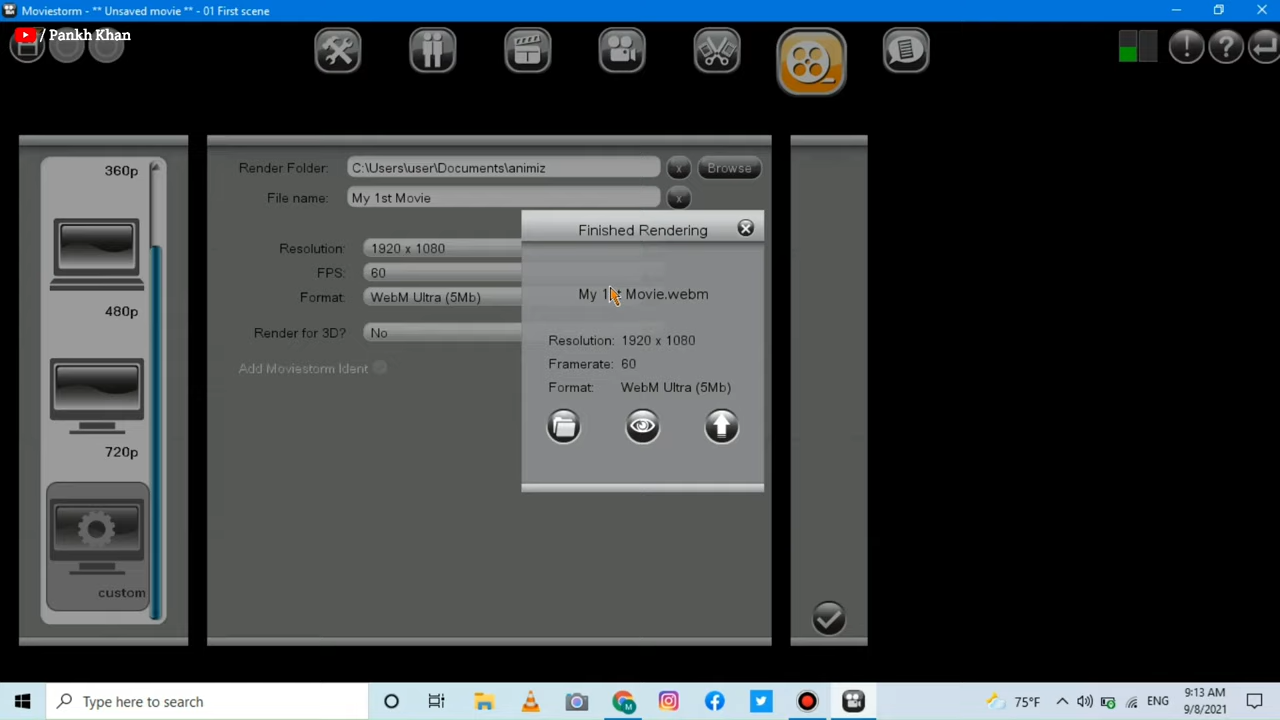 Moviestorm - ** Unsaved movie ** - 01 First scene
/ Pankh Khan
360p
480p
720p
custom
Render Folder: C:\Users\user\Documents\animiz x Browse
File name: My 1st Movie x
Resolution: 1920 x 1080
FPS: 60
Format: WebM Ultra (5Mb)
Render for 3D? No
Add Moviestorm Ident
Finished Rendering
My 1st Movie.webm
Resolution: 1920 x 1080
Framerate: 60
Format: WebM Ultra (5Mb)
Type here to search
75°F
ENG
9:13 AM
9/8/2021